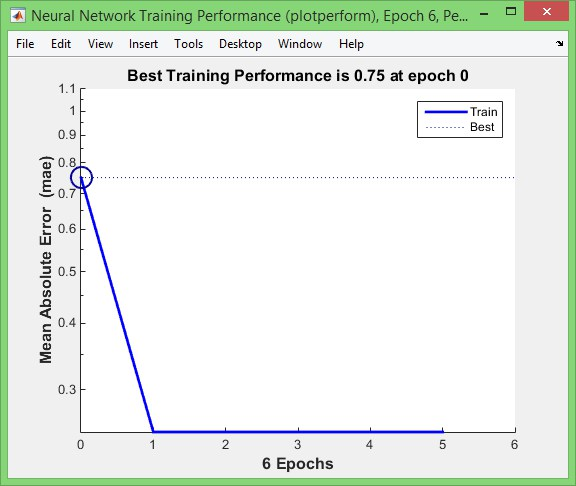 Neural Network Training Performance (plotperform), Epoch 6, Pe...
File Edit View Insert Tools Desktop Window Help
Best Training Performance is 0.75 at epoch 0
1.1
1
0.9
0.8
0.7
0.6
0.5
0.4
0.3
Mean Absolute Error (mae)
Train
Best
0 1 2 3 4 5 6
6 Epochs